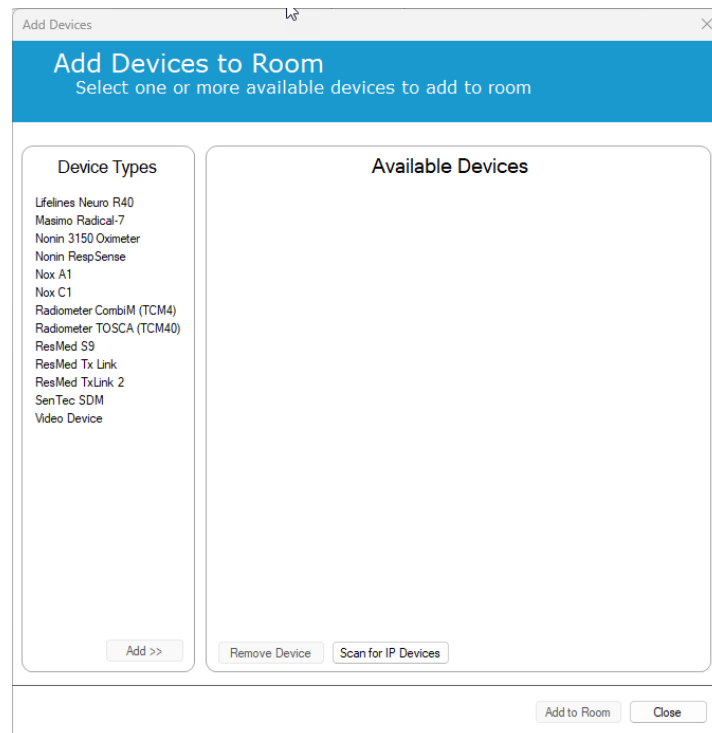 Add Devices
Add Devices to Room
Select one or more available devices to add to room
Device Types
Lifelines Neuro R40
Masimo Radical-7
Nonin 3150 Oximeter
Nonin RespSense
Nox A1
Nox C1
Radiometer CombiM (TCM4)
Radiometer TOSCA (TCM40)
ResMed S9
ResMed Tx Link
ResMed TxLink 2
SenTec SDM
Video Device
Add >>
Available Devices
Remove Device
Scan for IP Devices
Add to Room
Close